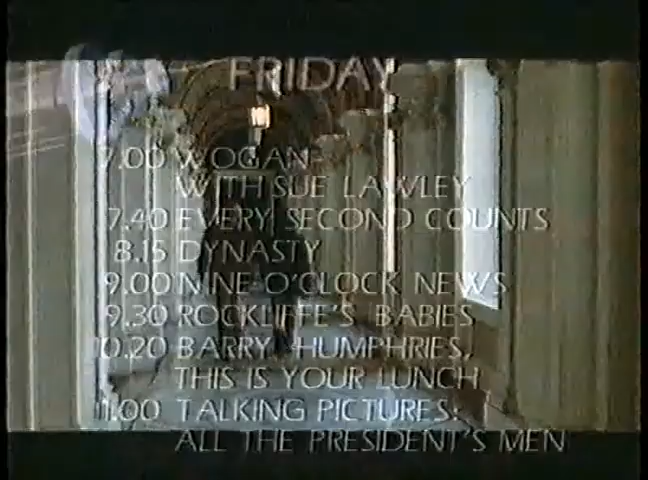 FRIDAY
7.00 WOGAN
WITH SUE LAWLEY
7.40 EVERY SECOND COUNTS
8.15 DYNASTY
9.00 NINE O'CLOCK NEWS
9.30 ROCKLIFFE'S BABIES
10.20 BARRY HUMPHRIES,
THIS IS YOUR LUNCH
11.00 TALKING PICTURES:
ALL THE PRESIDENT'S MEN